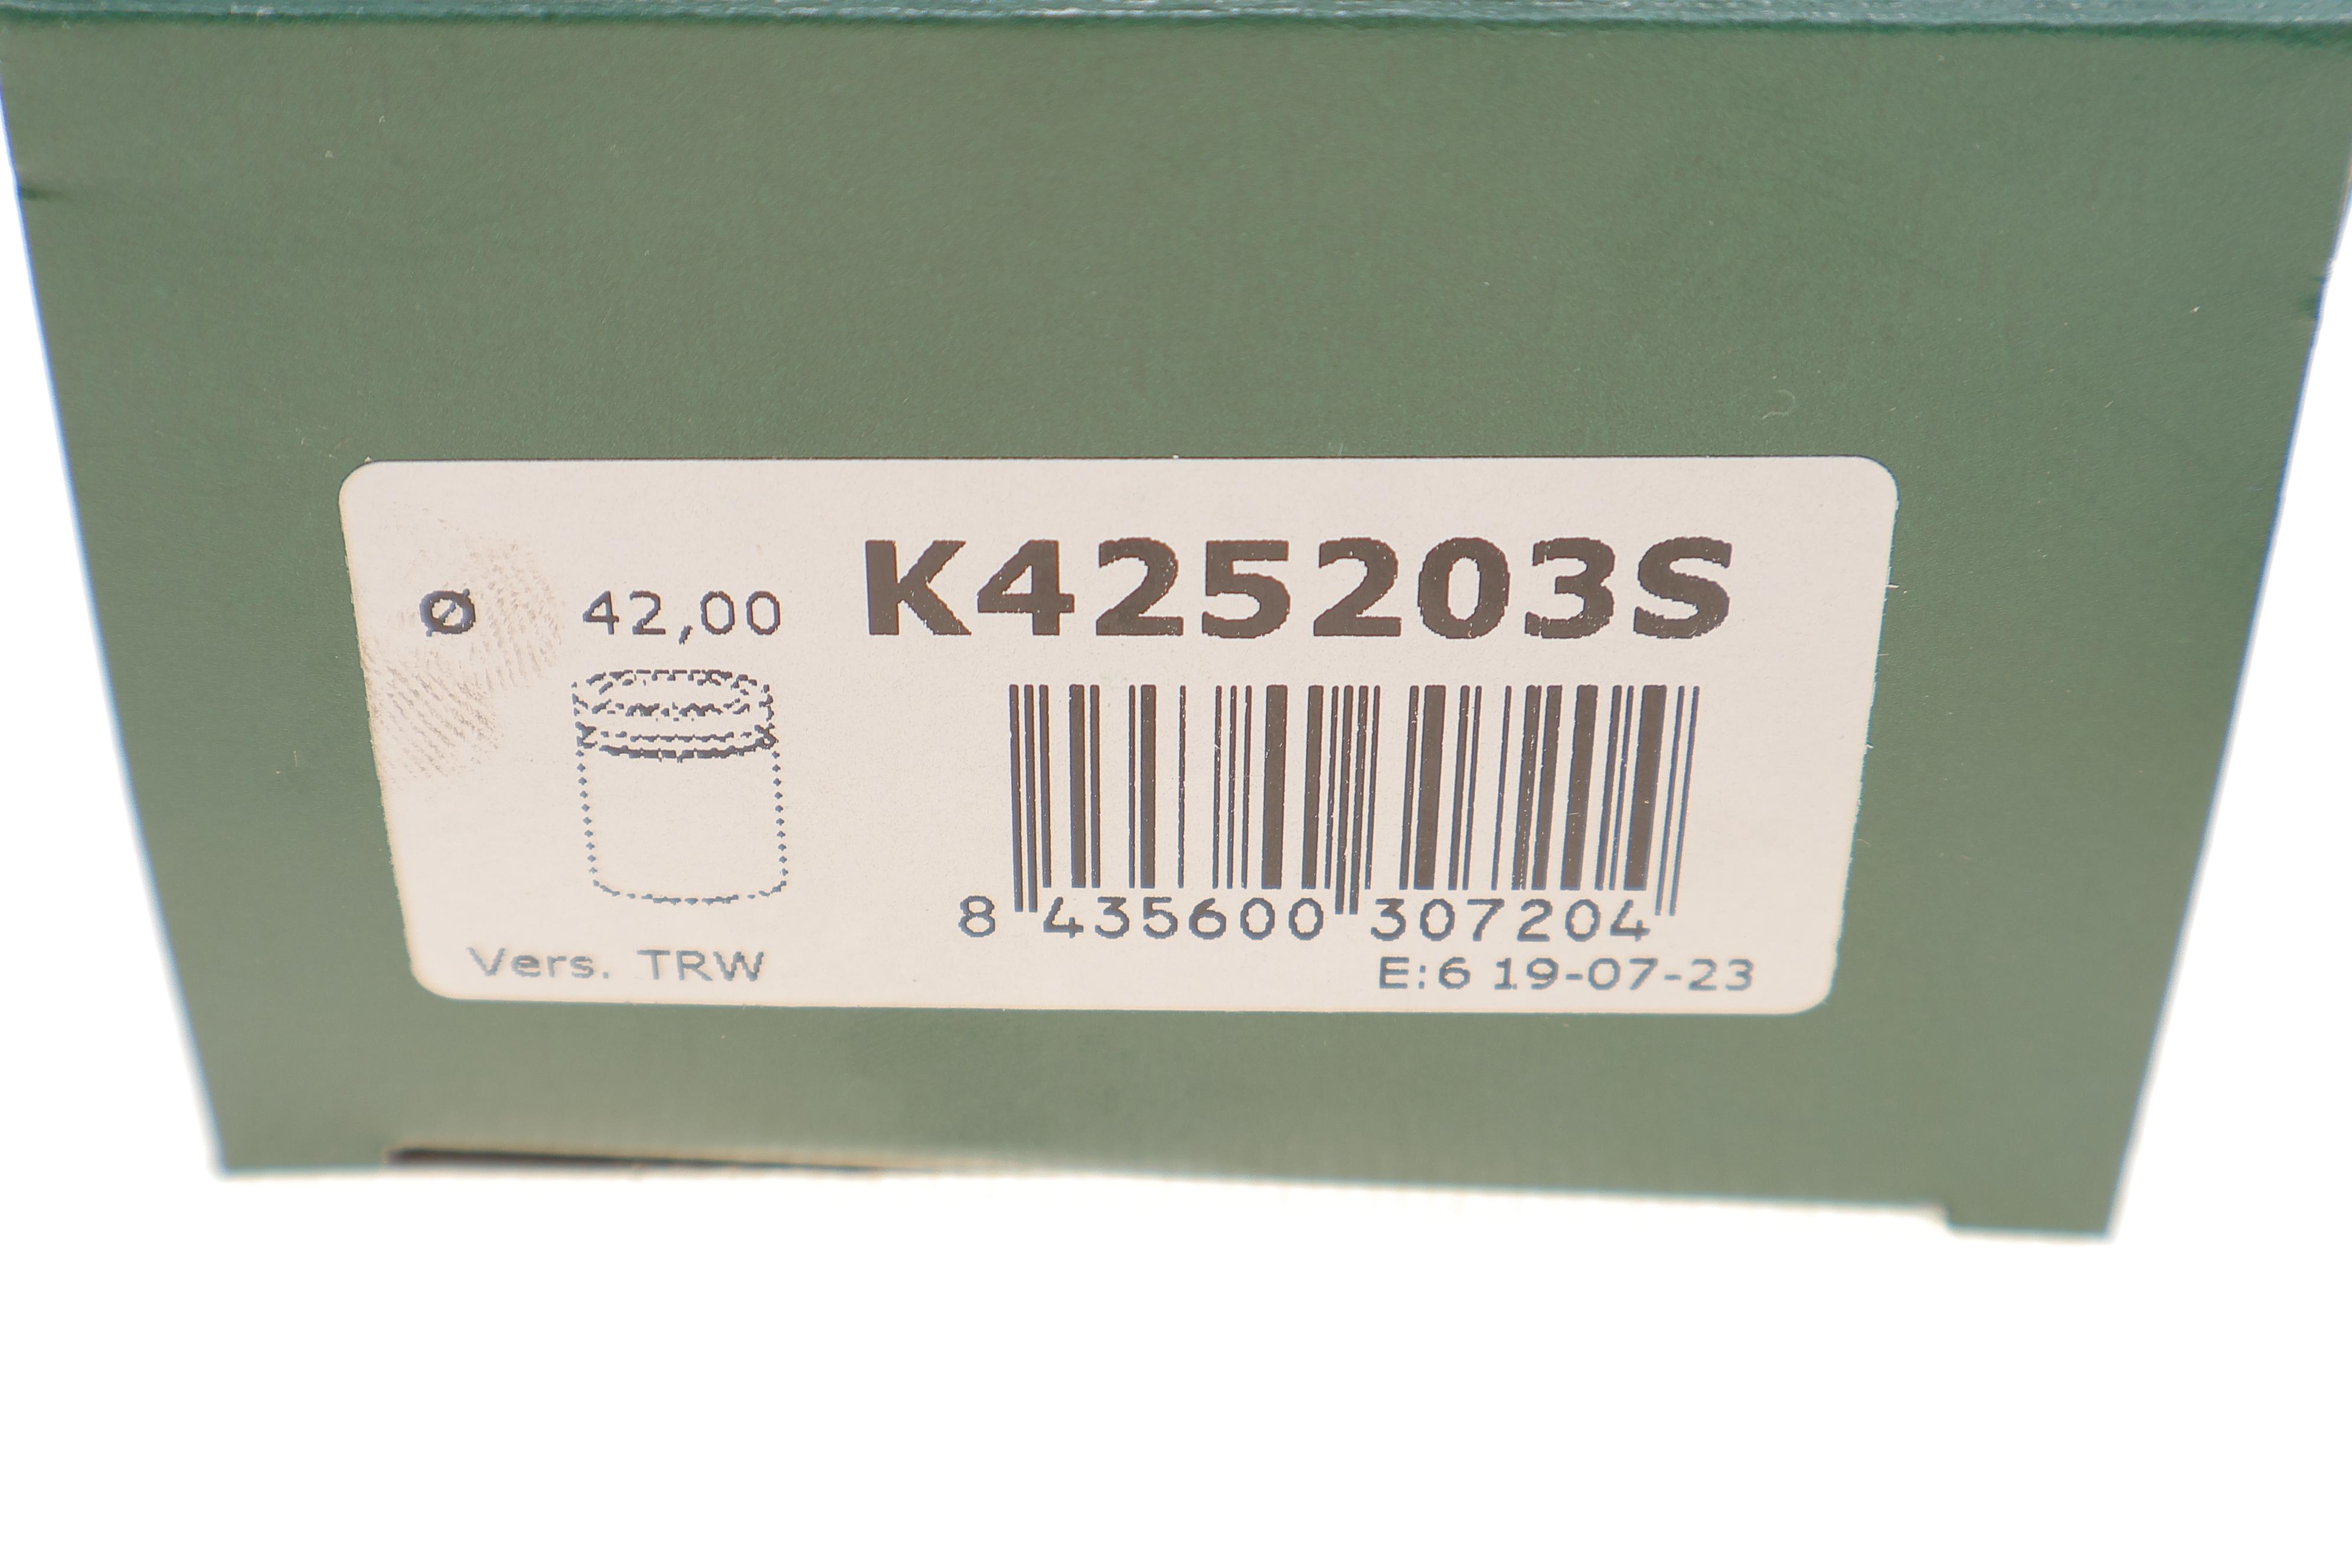 Ø 42,00 K425203S
8 435600 307204
Vers. TRW E:6 19-07-23